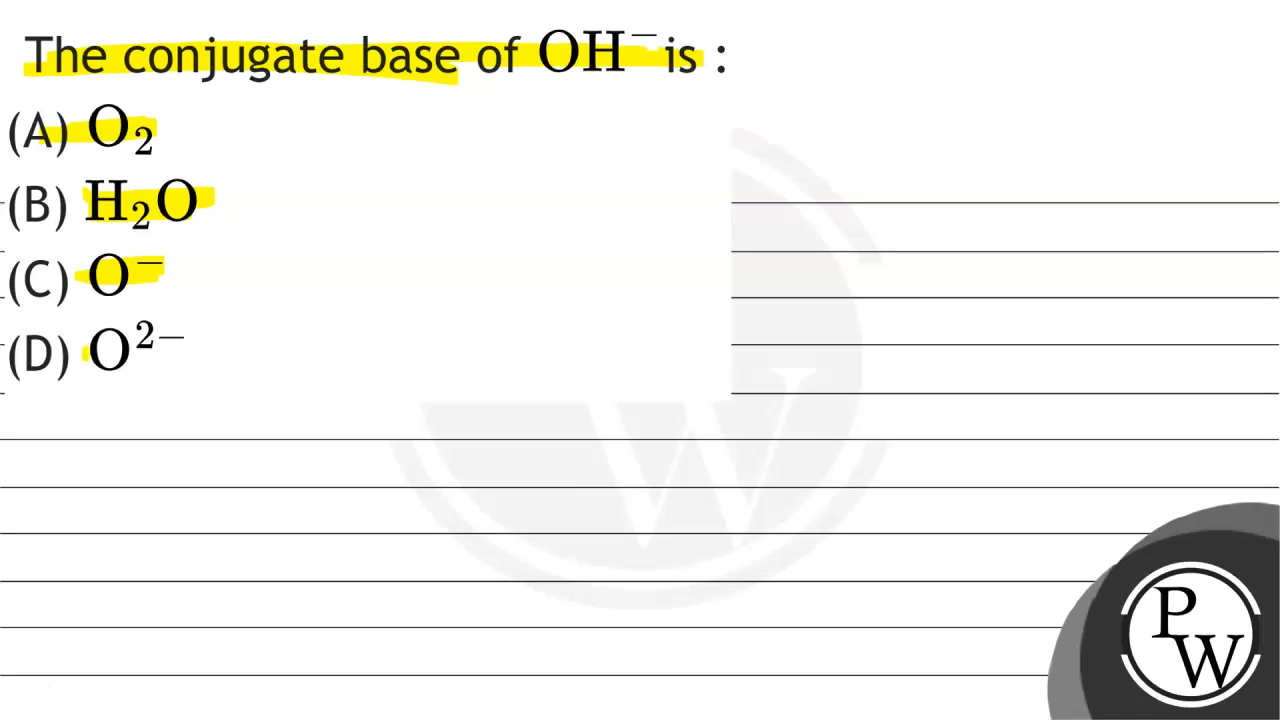 The conjugate base of OH⁻ is :
(A) O₂
(B) H₂O
(C) O⁻
(D) O²⁻
W
PW